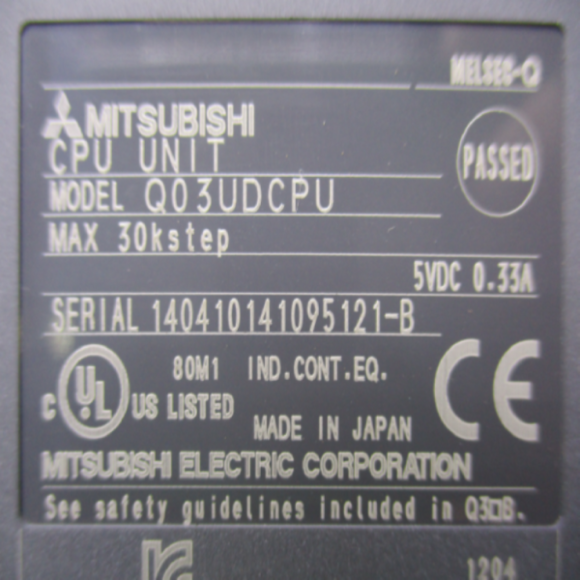 MELSEC-Q
MITSUBISHI
CPU UNIT
PASSED
MODEL Q03UDCPU
MAX 30kstep
5VDC 0.33A
SERIAL 140410141095121-B
80M1 IND.CONT.EQ.
C UL US LISTED
CE
MADE IN JAPAN
MITSUBISHI ELECTRIC CORPORATION
See safety guidelines included in Q3□B.
1204